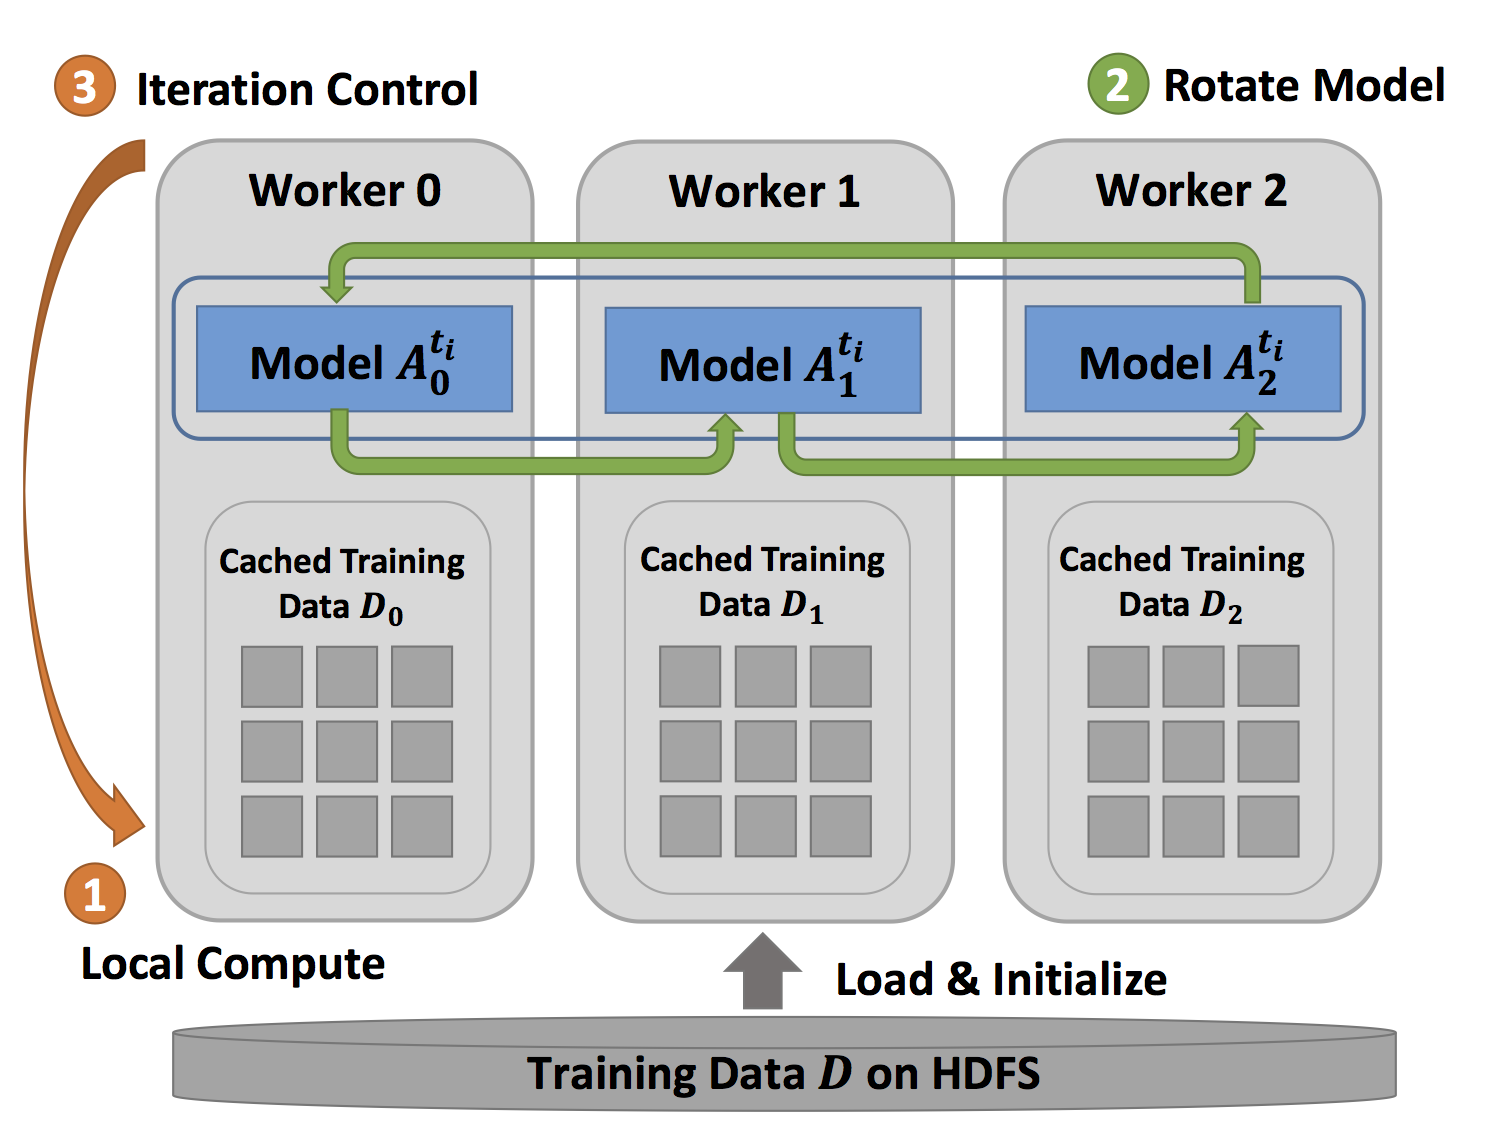 3 Iteration Control
2 Rotate Model
Worker 0
Worker 1
Worker 2
Model $A_0^{t_i}$
Model $A_1^{t_i}$
Model $A_2^{t_i}$
Cached Training
Data $D_0$
Cached Training
Data $D_1$
Cached Training
Data $D_2$
1
Local Compute
Load & Initialize
Training Data $D$ on HDFS